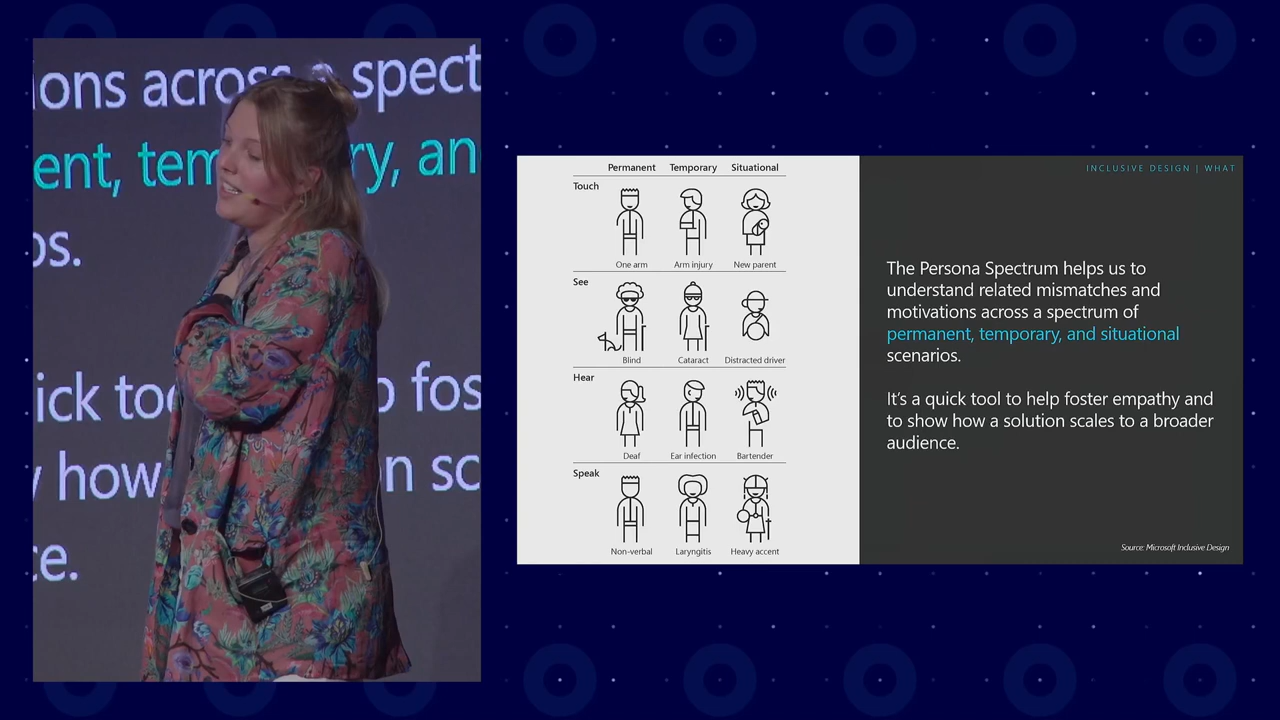 ons across a spect
ent, tem ry, an
os.
ick to p fos
how n sc
ce.
Permanent Temporary Situational
Touch
One arm Arm injury New parent
See
Blind Cataract Distracted driver
Hear
Deaf Ear infection Bartender
Speak
Non-verbal Laryngitis Heavy accent
INCLUSIVE DESIGN | WHAT
The Persona Spectrum helps us to
understand related mismatches and
motivations across a spectrum of
permanent, temporary, and situational
scenarios.
It's a quick tool to help foster empathy and
to show how a solution scales to a broader
audience.
Source: Microsoft Inclusive Design